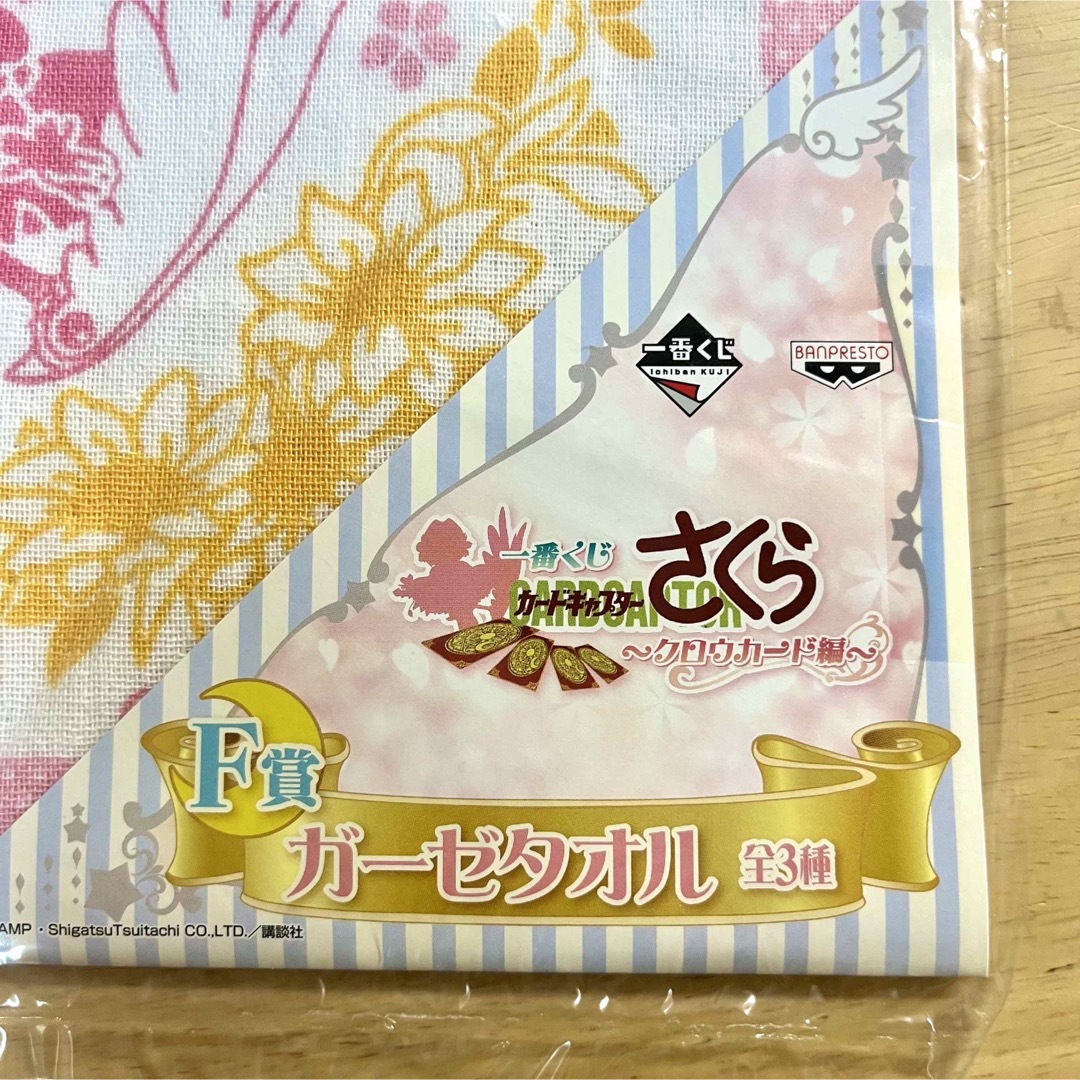 一番くじ
Ichiban KUJI
BANPRESTO
一番くじ
CARDCAPTOR
カードキャプター さくら
～クロウカード編～
F賞
ガーゼタオル 全3種
AMP・ShigatsuTsuitachi CO.,LTD.／講談社